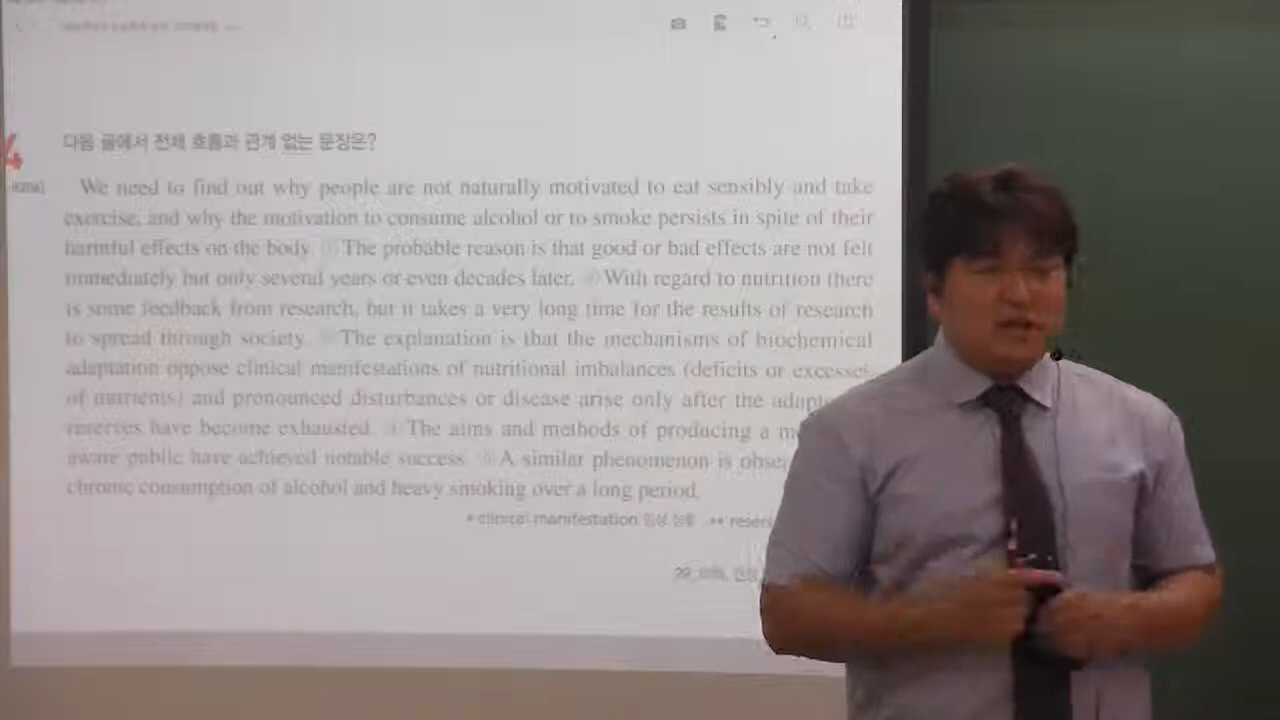 4
다음 글에서 전체 흐름과 관계 없는 문장은?
We need to find out why people are not naturally motivated to eat sensibly and take
exercise, and why the motivation to consume alcohol or to smoke persists in spite of their
harmful effects on the body. ① The probable reason is that good or bad effects are not felt
immediately but only several years or even decades later. ② With regard to nutrition there
is some feedback from research, but it takes a very long time for the results of research
to spread through society. ③ The explanation is that the mechanisms of biochemical
adaptation oppose clinical manifestations of nutritional imbalances (deficits or excesses
of nutrients) and pronounced disturbances or disease arise only after the
reserves have become exhausted. ④ The aims and methods of producing a
aware public have achieved notable success. ⑤ A similar phenomenon is
chronic consumption of alcohol and heavy smoking over a long period.
* clinical manifestation 임상 징후 **